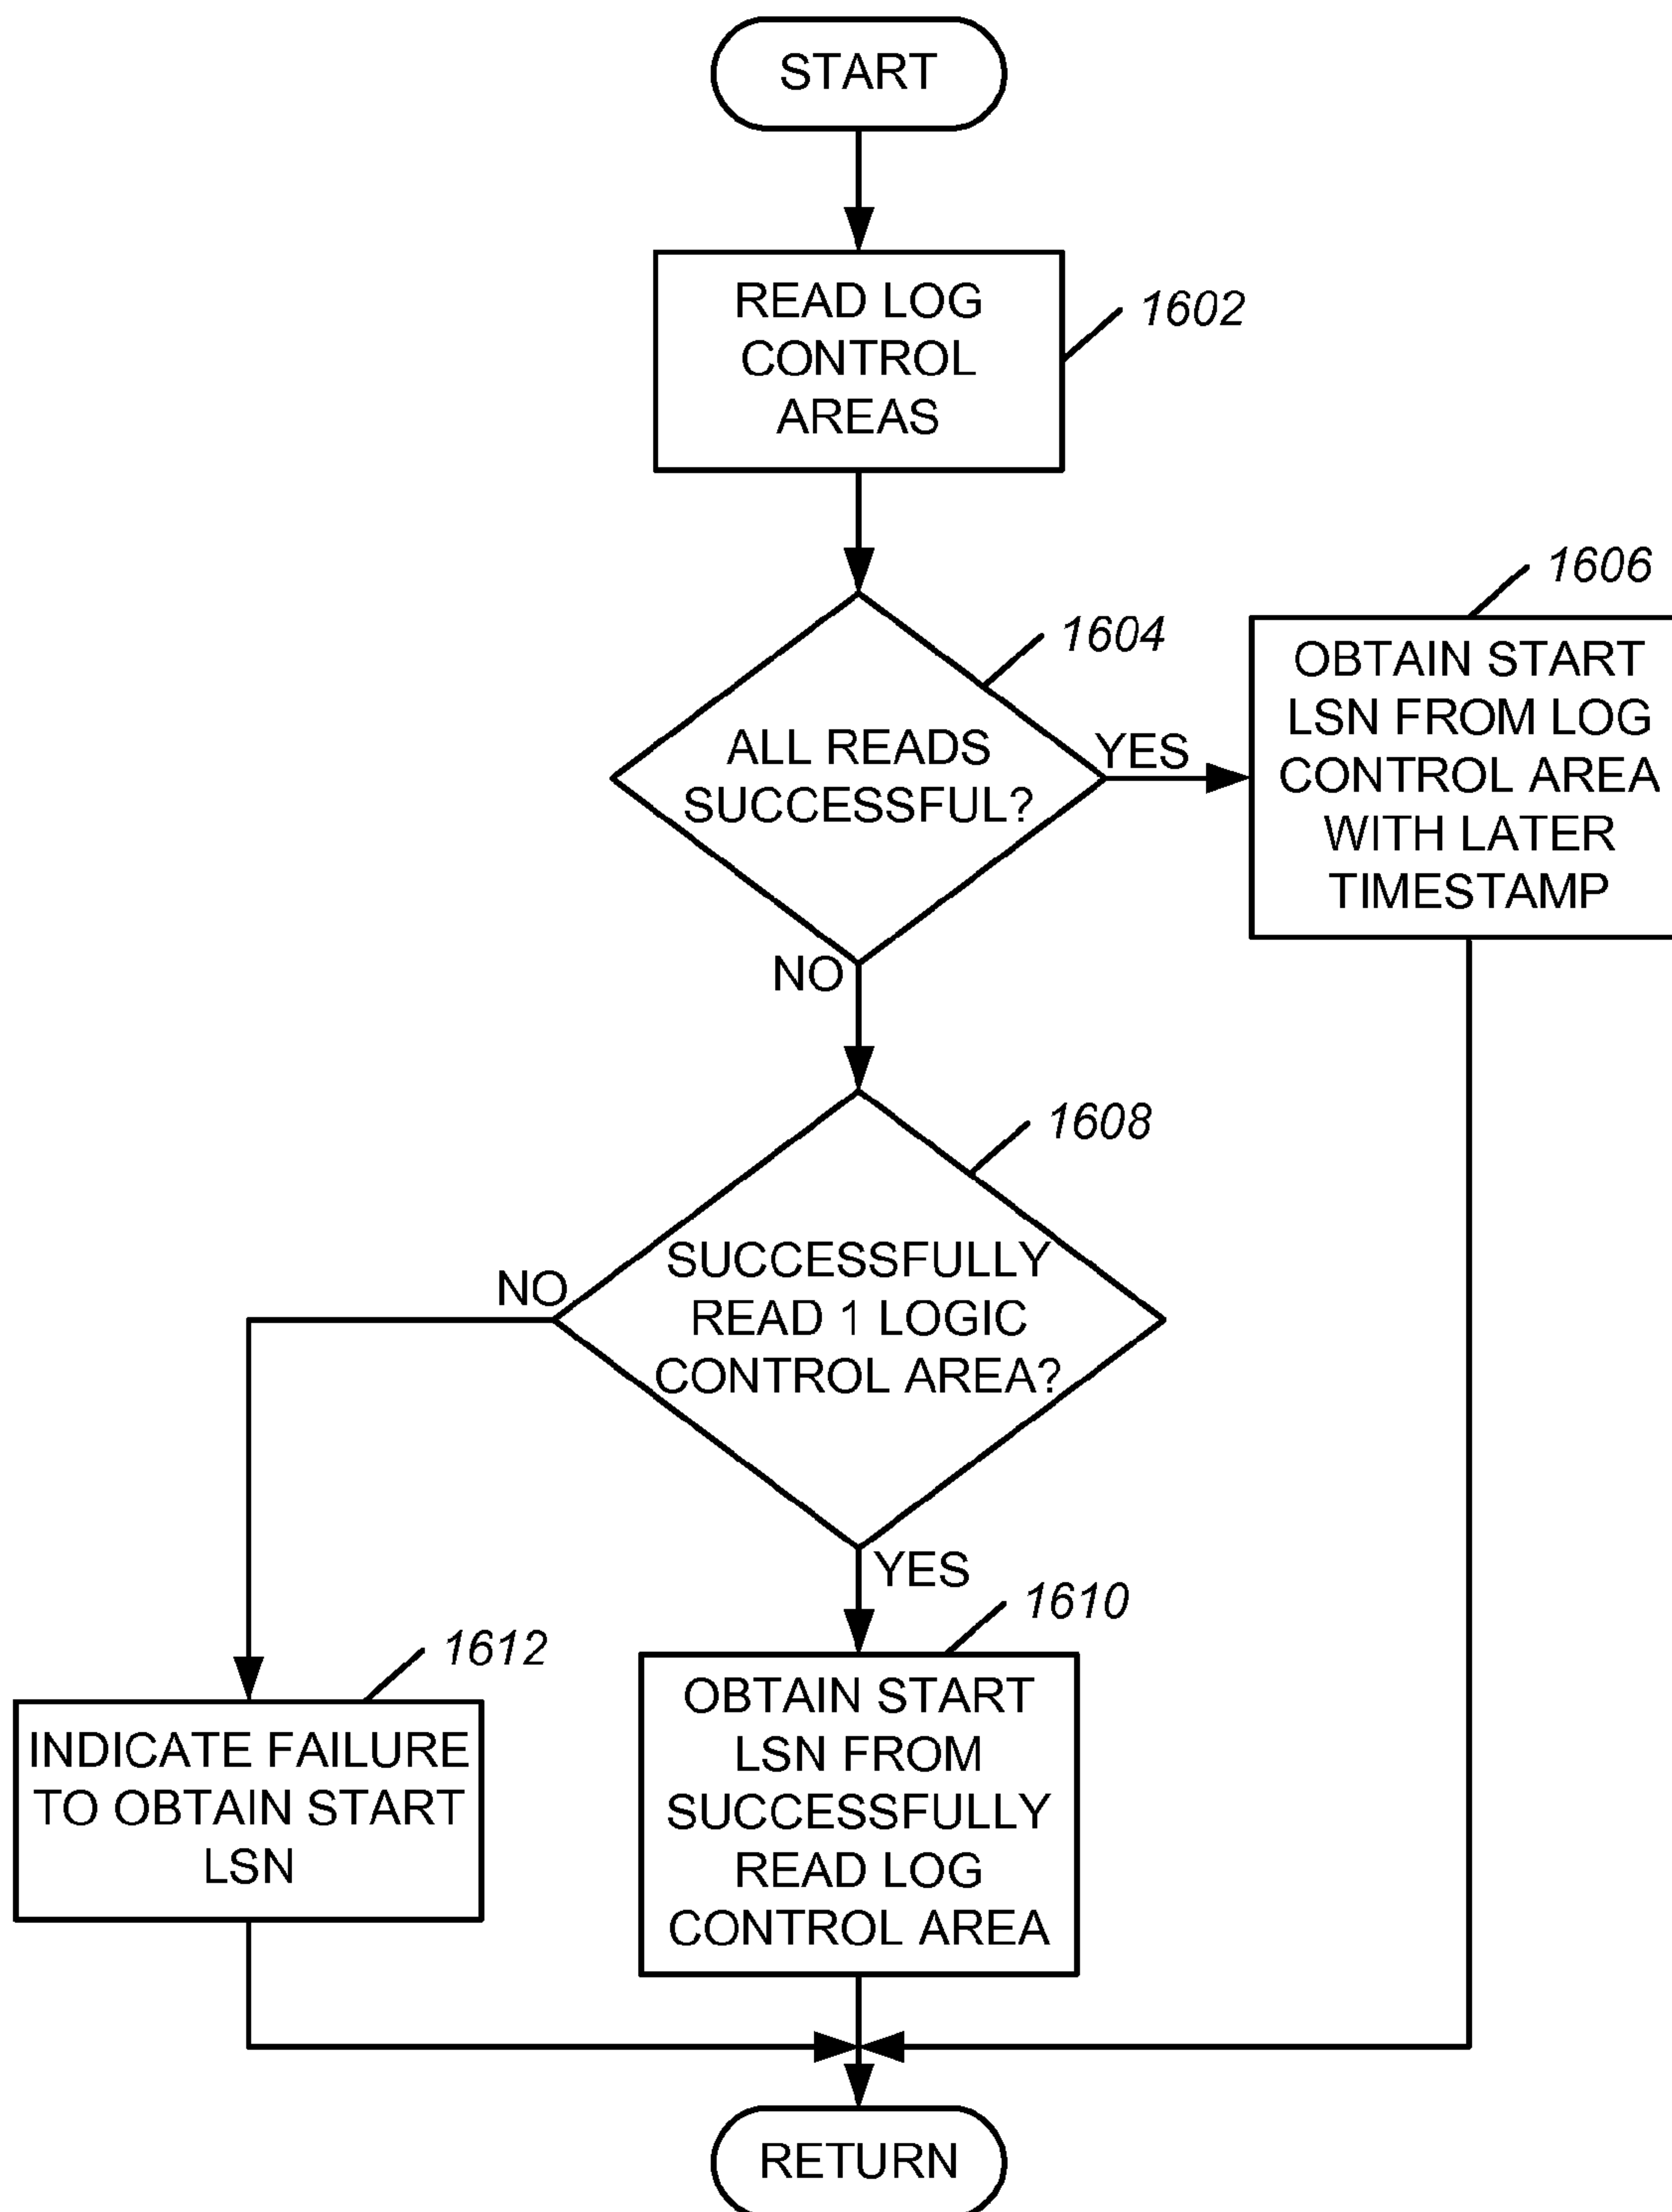 START
READ LOG
CONTROL
AREAS
1602
1604
ALL READS
SUCCESSFUL?
YES
1606
OBTAIN START
LSN FROM LOG
CONTROL AREA
WITH LATER
TIMESTAMP
NO
1608
SUCCESSFULLY
READ 1 LOGIC
CONTROL AREA?
NO
YES
1612
INDICATE FAILURE
TO OBTAIN START
LSN
1610
OBTAIN START
LSN FROM
SUCCESSFULLY
READ LOG
CONTROL AREA
RETURN